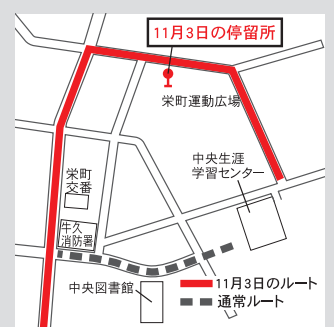 11月3日の停留所
栄町運動広場
中央生涯
学習センター
栄町
交番
牛久
消防署
中央図書館
11月3日のルート
通常ルート